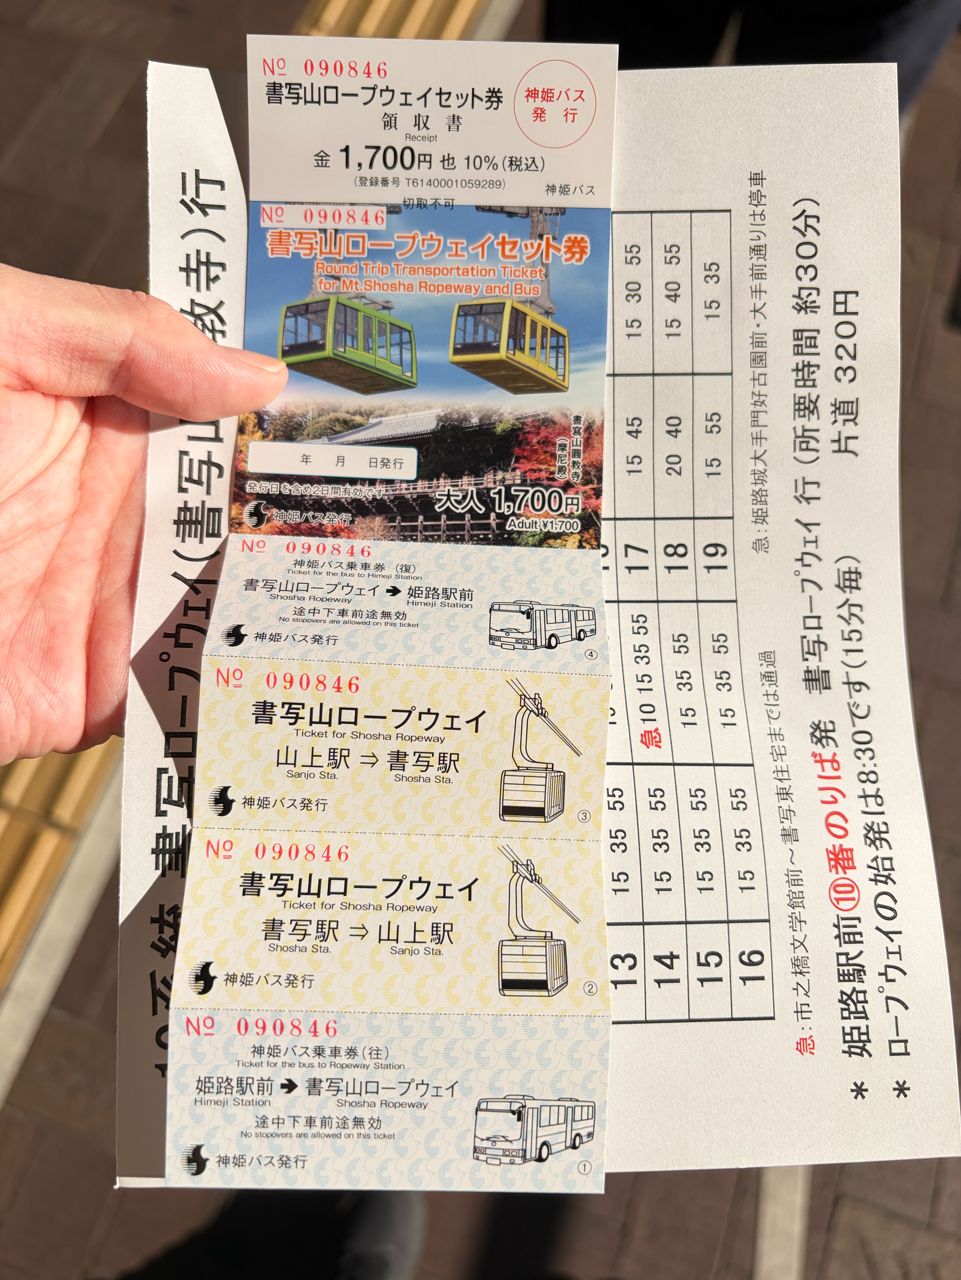 № 090846
書写山ロープウェイセット券
領収書
Receipt
金 1,700円 也 10%(税込)
(登録番号 T6140001059289)
神姫バス
神姫バス
発行
切取不可
№ 090846
書写山ロープウェイセット券
Round Trip Transportation Ticket
for Mt.Shosha Ropeway and Bus
書写山圓教寺
(摩尼殿)
年 月 日発行
発行日を含め2日間有効です
大人 1,700円
Adult ¥1,700
神姫バス発行
№ 090846
神姫バス乗車券(復)
Ticket for the bus to Himeji Station
書写山ロープウェイ➔姫路駅前
Shosha Ropeway Himeji Station
途中下車前途無効
No stopovers are allowed on this ticket
神姫バス発行
④
№ 090846
書写山ロープウェイ
Ticket for Shosha Ropeway
山上駅⇒書写駅
Sanjo Sta. Shosha Sta.
神姫バス発行
③
№ 090846
書写山ロープウェイ
Ticket for Shosha Ropeway
書写駅⇒山上駅
Shosha Sta. Sanjo Sta.
神姫バス発行
②
№ 090846
神姫バス乗車券(往)
Ticket for the bus to Shosha Ropeway
姫路駅前➔書写山ロープウェイ
Himeji Station Shosha Ropeway
途中下車前途無効
No stopovers are allowed on this ticket
神姫バス発行
①
書写ロープウェイ(書写山
教寺)行
13 15 35 55
14 15 35 55
15 15 35 55
16 15 35 55
急10 15 35 55
15 35 55
15 35 55
17 15 45
18 20 40
19 15 55
15 30 55
15 40 55
15 35
急:市之橋文学館前～書写東住宅までは通過
急:姫路城大手門好古園前・大手前通りは停車
* 姫路駅前⑩番のりば発 書写ロープウェイ 行 (所要時間 約30分)
* ロープウェイの始発は8:30です(15分毎) 片道 320円